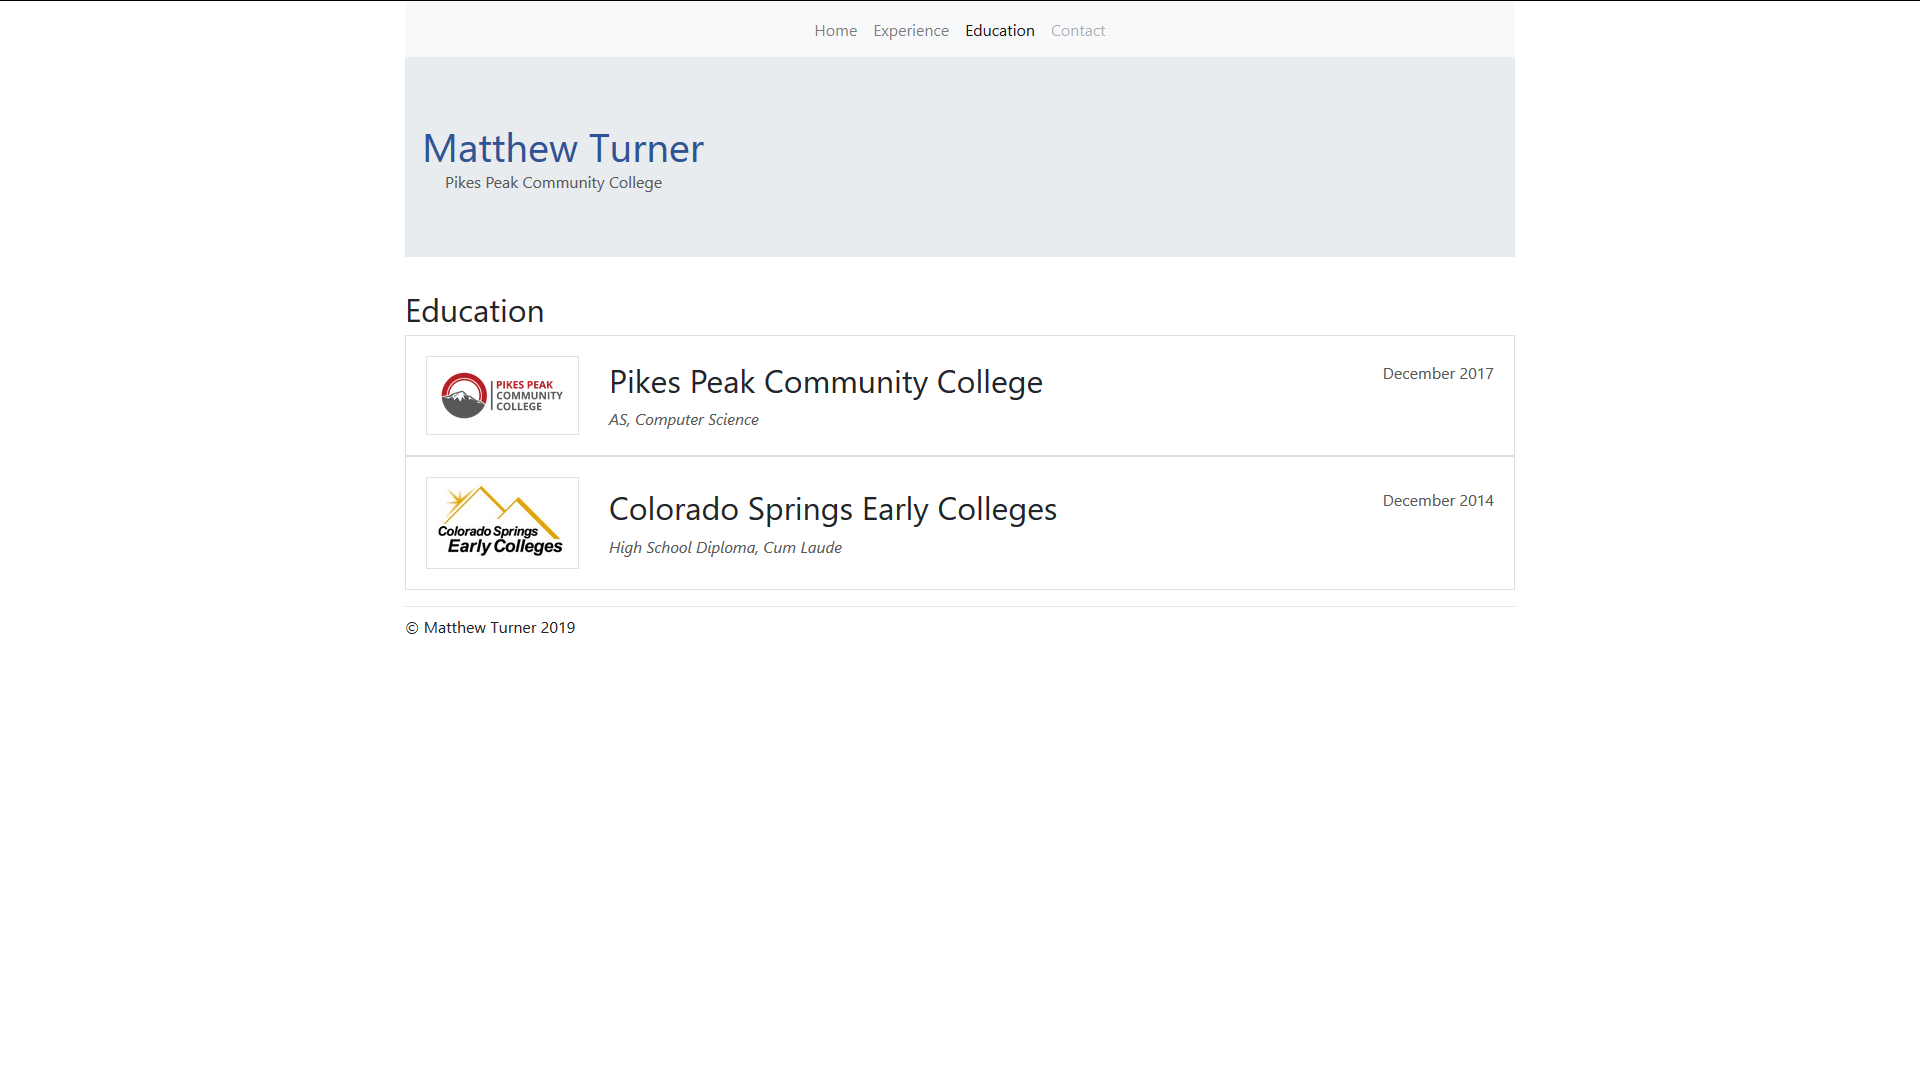 Home Experience Education Contact
Matthew Turner
Pikes Peak Community College
Education
PIKES PEAK
COMMUNITY
COLLEGE
Pikes Peak Community College
December 2017
AS, Computer Science
Colorado Springs
Early Colleges
Colorado Springs Early Colleges
December 2014
High School Diploma, Cum Laude
© Matthew Turner 2019